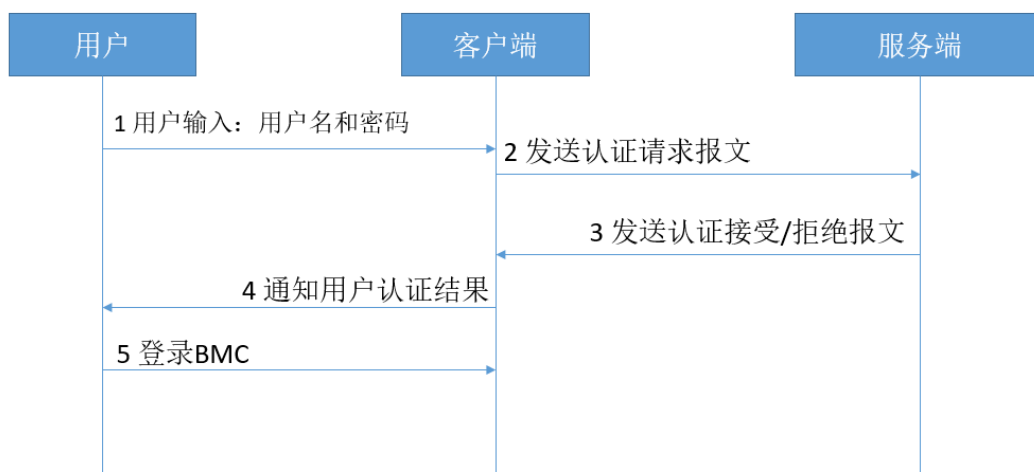 用户
客户端
服务端
1 用户输入：用户名和密码
2 发送认证请求报文
3 发送认证接受/拒绝报文
4 通知用户认证结果
5 登录BMC